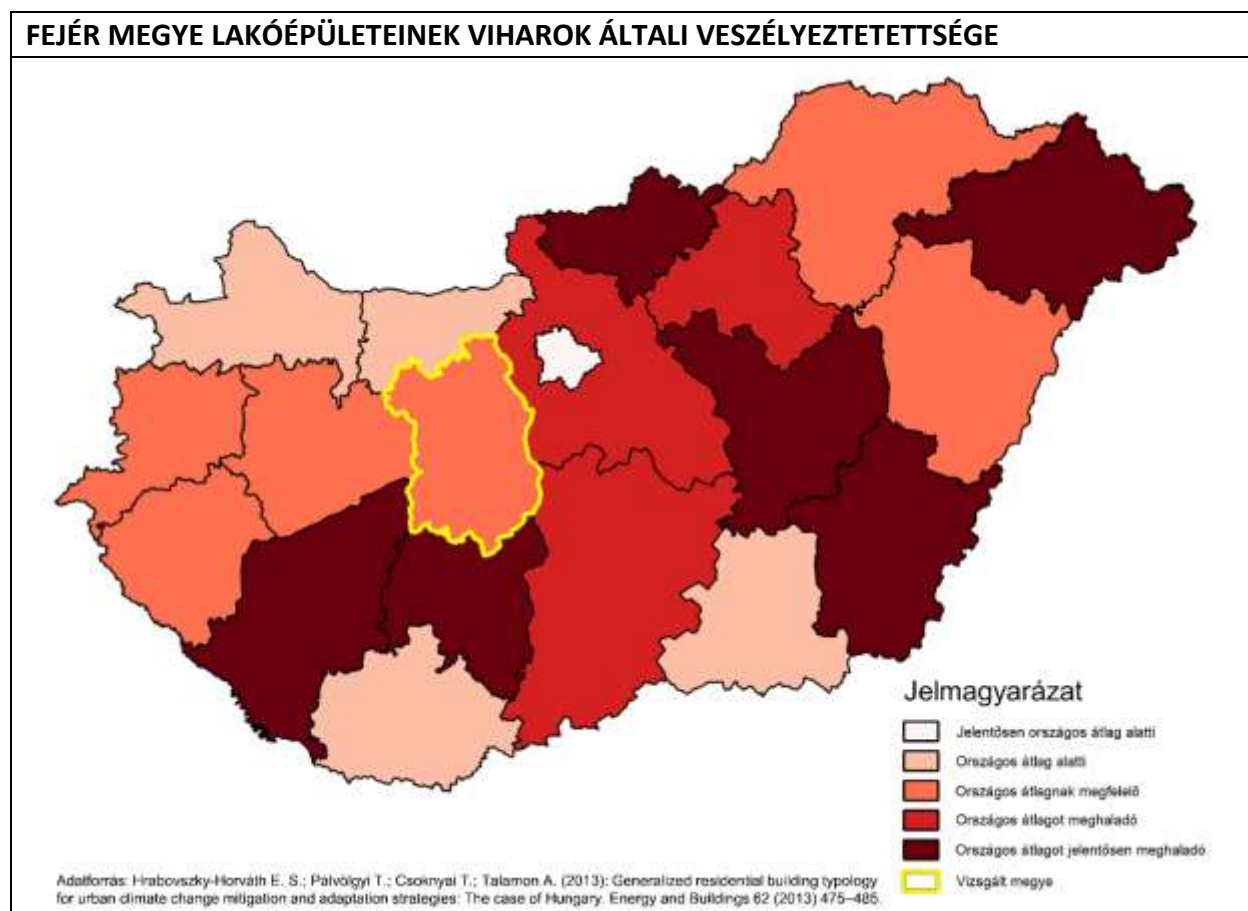 FEJÉR MEGYE LAKÓÉPÜLETEINEK VIHAROK ÁLTALI VESZÉLYEZTETETTSÉGE
Jelmagyarázat
Jelentősen országos átlag alatti
Országos átlag alatti
Országos átlagnak megfelelő
Országos átlagot meghaladó
Országos átlagot jelentősen meghaladó
Vizsgált megye
Adatforrás: Hrabovszky-Horváth E. S.; Pálvölgyi T.; Csoknyai T.; Talamon A. (2013): Generalized residential building typology
for urban climate change mitigation and adaptation strategies: The case of Hungary. Energy and Buildings 62 (2013) 475–485.